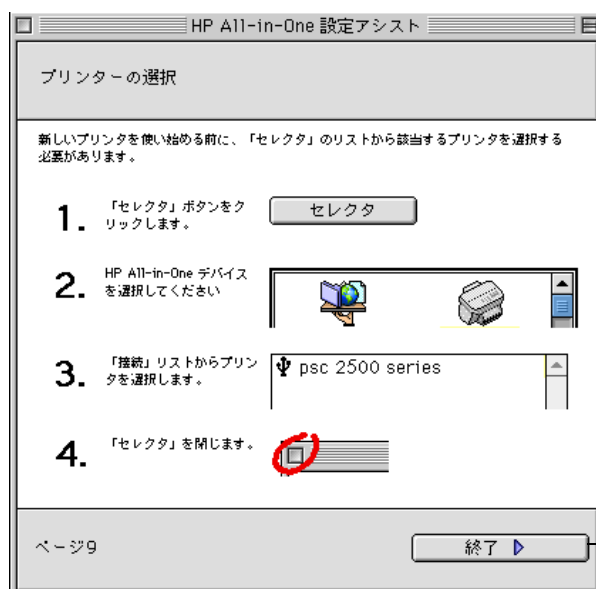 HP All-in-One 設定アシスト
プリンターの選択
新しいプリンタを使い始める前に、「セレクタ」のリストから該当するプリンタを選択する
必要があります。
1. 「セレクタ」ボタンをク
リックします。
セレクタ
2. HP All-in-One デバイス
を選択してください
3. 「接続」リストからプリン
タを選択します。
psc 2500 series
4. 「セレクタ」を閉じます。
ページ9
終了